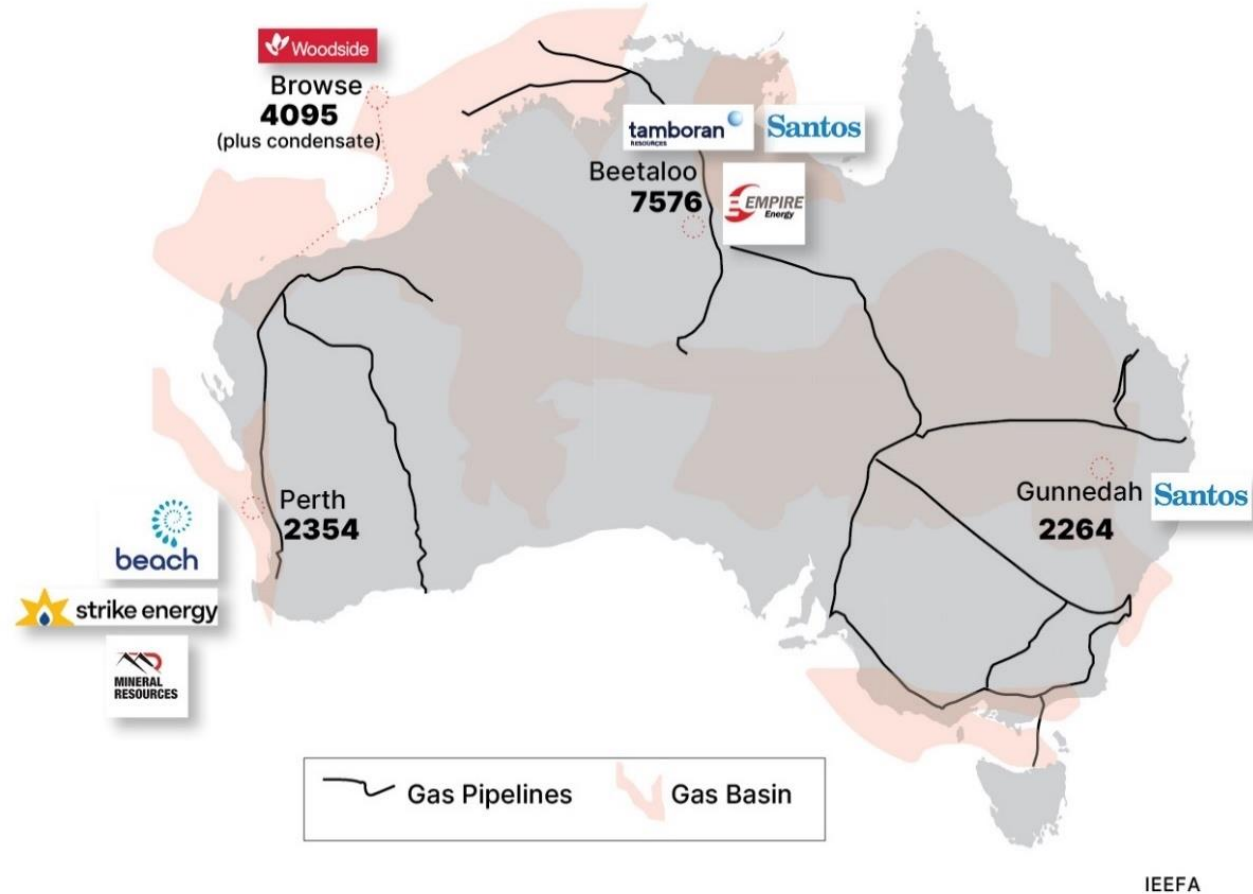 Woodside
Browse
4095
(plus condensate)
tamboran
RESOURCES
Santos
Beetaloo
7576
EMPIRE
Energy
Perth
2354
beach
strike energy
MINERAL
RESOURCES
Gunnedah
2264
Santos
Gas Pipelines
Gas Basin
IEEFA